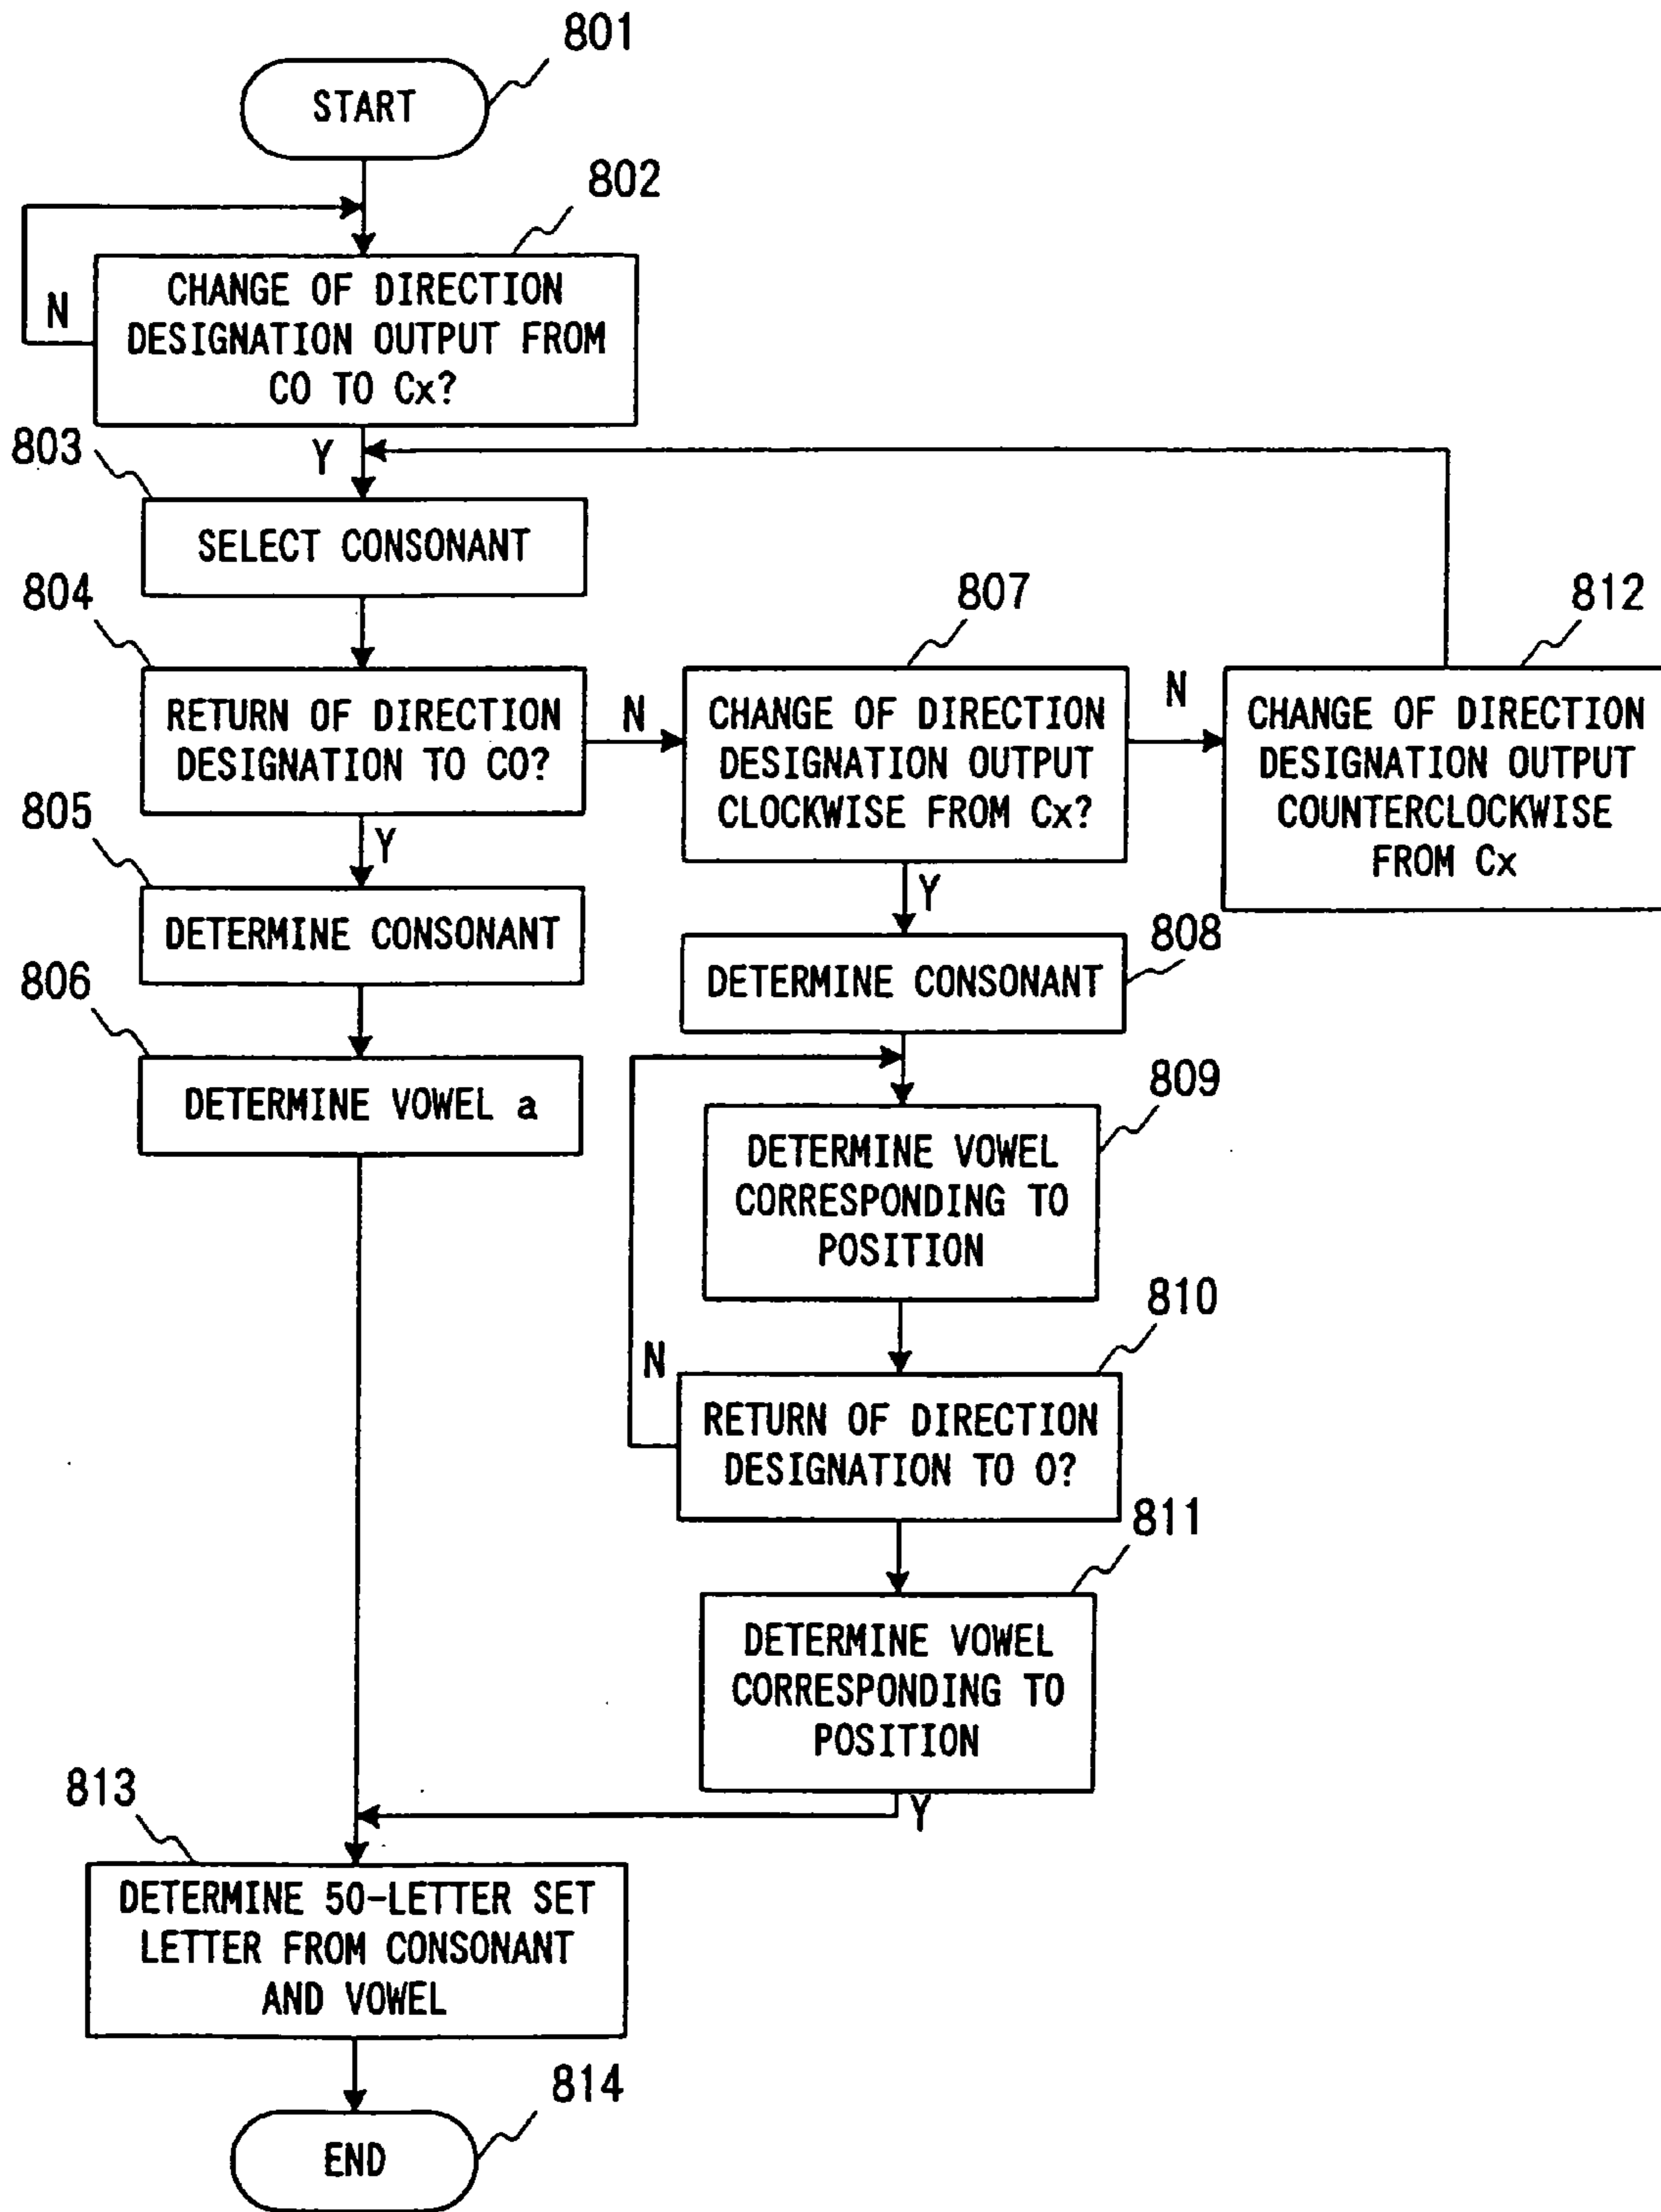 801
START
802
CHANGE OF DIRECTION
DESIGNATION OUTPUT FROM
C0 TO Cx?
N
Y
803
SELECT CONSONANT
804
RETURN OF DIRECTION
DESIGNATION TO C0?
N
Y
805
DETERMINE CONSONANT
806
DETERMINE VOWEL a
807
CHANGE OF DIRECTION
DESIGNATION OUTPUT
CLOCKWISE FROM Cx?
N
Y
812
CHANGE OF DIRECTION
DESIGNATION OUTPUT
COUNTERCLOCKWISE
FROM Cx
808
DETERMINE CONSONANT
809
DETERMINE VOWEL
CORRESPONDING TO
POSITION
810
N
RETURN OF DIRECTION
DESIGNATION TO 0?
811
DETERMINE VOWEL
CORRESPONDING TO
POSITION
Y
813
DETERMINE 50-LETTER SET
LETTER FROM CONSONANT
AND VOWEL
814
END